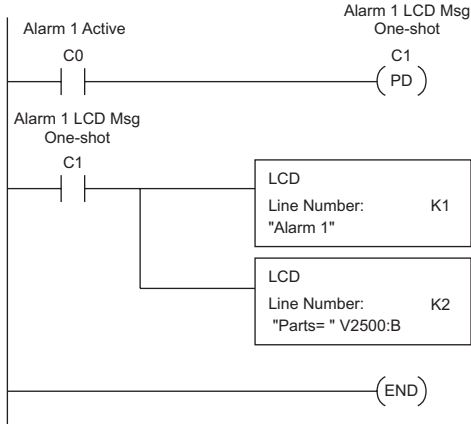 Alarm 1 LCD Msg
One-shot
Alarm 1 Active
C0
C1
PD
Alarm 1 LCD Msg
One-shot
C1
LCD
Line Number: K1
"Alarm 1"
LCD
Line Number: K2
"Parts= " V2500:B
END